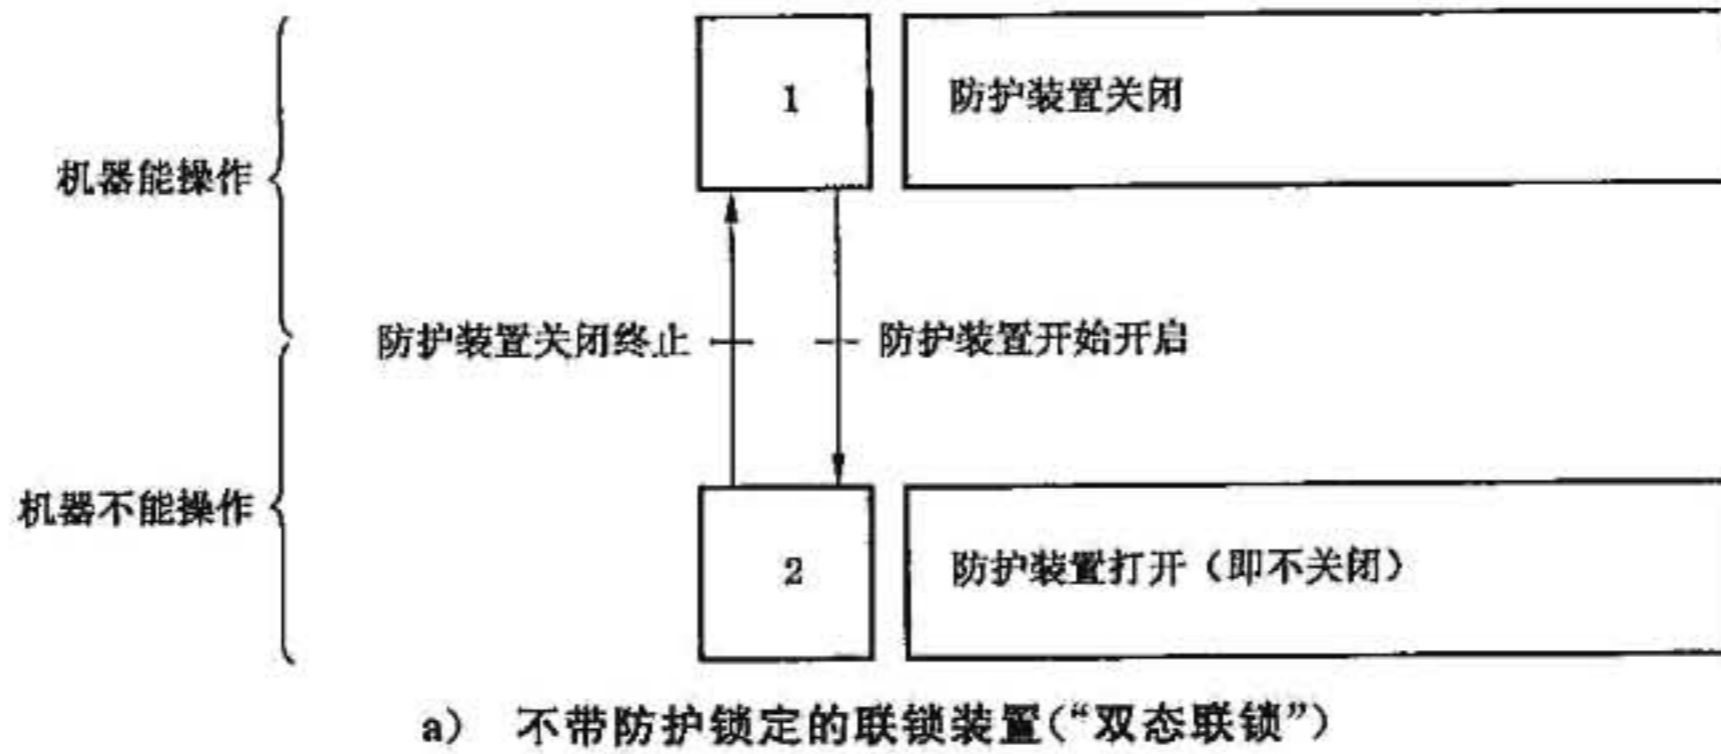 1
防护装置关闭
机器能操作
防护装置关闭终止
防护装置开始开启
机器不能操作
2
防护装置打开(即不关闭)
a) 不带防护锁定的联锁装置(“双态联锁”)